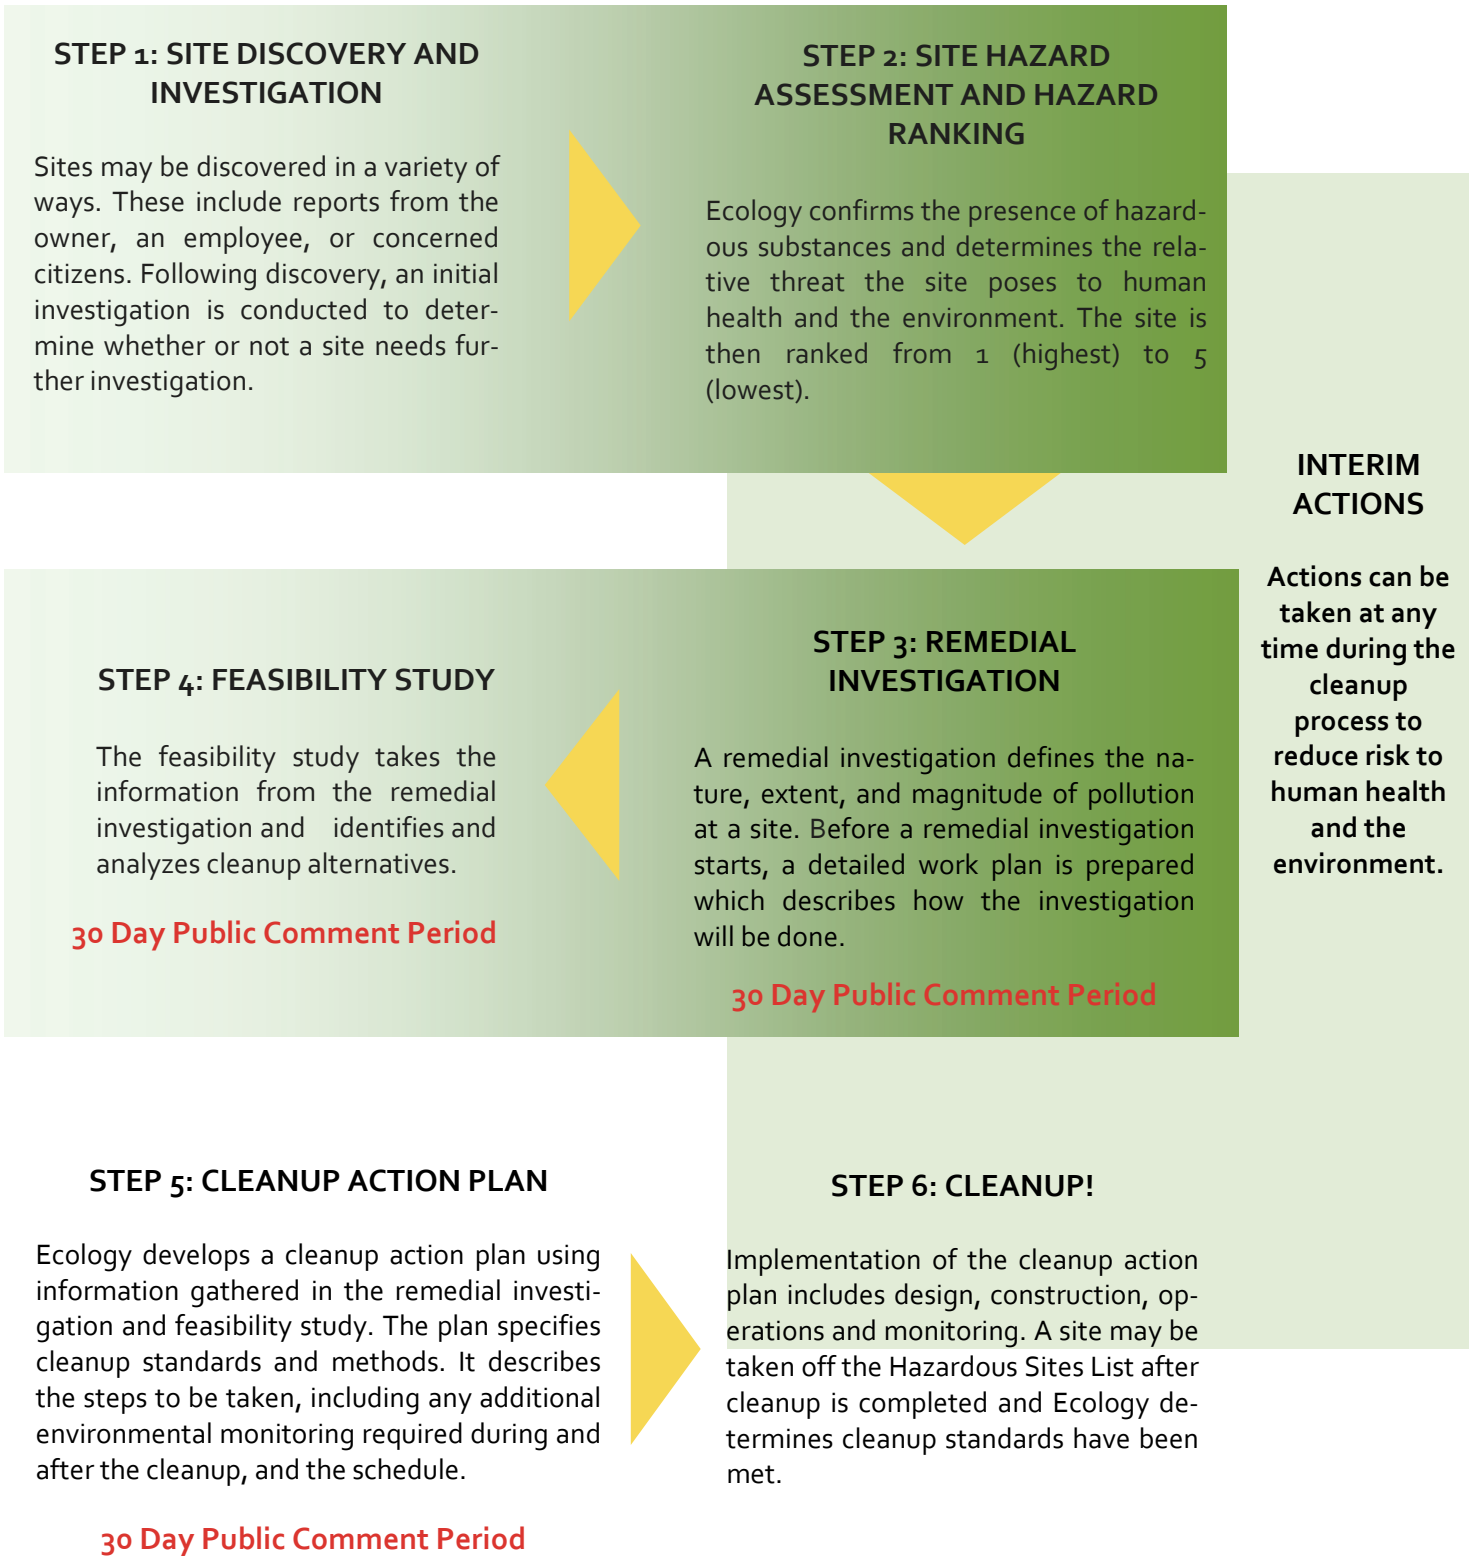 STEP 1: SITE DISCOVERY AND
INVESTIGATION
Sites may be discovered in a variety of
ways. These include reports from the
owner, an employee, or concerned
citizens. Following discovery, an initial
investigation is conducted to deter-
mine whether or not a site needs fur-
ther investigation.
STEP 2: SITE HAZARD
ASSESSMENT AND HAZARD
RANKING
Ecology confirms the presence of hazard-
ous substances and determines the rela-
tive threat the site poses to human
health and the environment. The site is
then ranked from 1 (highest) to 5
(lowest).
INTERIM
ACTIONS
Actions can be
taken at any
time during the
cleanup
process to
reduce risk to
human health
and the
environment.
STEP 3: REMEDIAL
INVESTIGATION
A remedial investigation defines the na-
ture, extent, and magnitude of pollution
at a site. Before a remedial investigation
starts, a detailed work plan is prepared
which describes how the investigation
will be done.
30 Day Public Comment Period
STEP 4: FEASIBILITY STUDY
The feasibility study takes the
information from the remedial
investigation and identifies and
analyzes cleanup alternatives.
30 Day Public Comment Period
STEP 5: CLEANUP ACTION PLAN
Ecology develops a cleanup action plan using
information gathered in the remedial investi-
gation and feasibility study. The plan specifies
cleanup standards and methods. It describes
the steps to be taken, including any additional
environmental monitoring required during and
after the cleanup, and the schedule.
30 Day Public Comment Period
STEP 6: CLEANUP!
Implementation of the cleanup action
plan includes design, construction, op-
erations and monitoring. A site may be
taken off the Hazardous Sites List after
cleanup is completed and Ecology de-
termines cleanup standards have been
met.